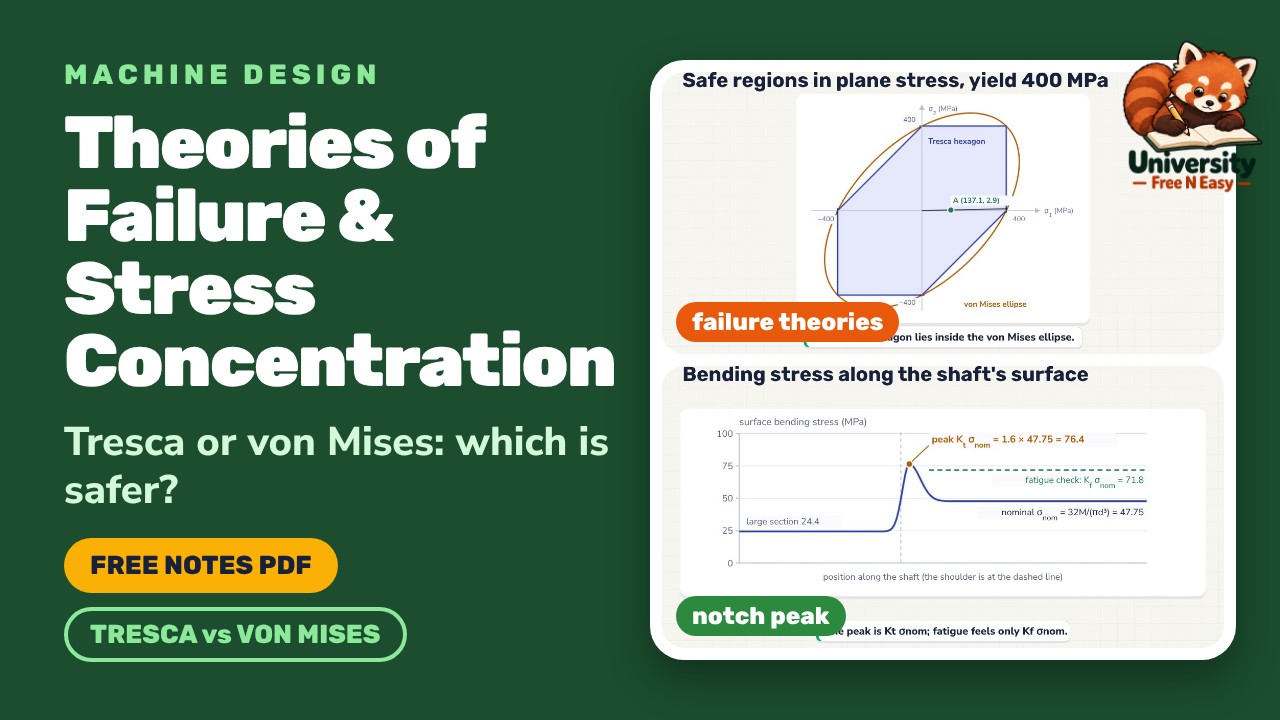 MACHINE DESIGN
Theories of
Failure &
Stress
Concentration
Tresca or von Mises: which is
safer?
FREE NOTES PDF
TRESCA vs VON MISES
Safe regions in plane stress, yield 400 MPa
σ2 (MPa)
400
Tresca hexagon
A (137.1, 2.9)
−400
400
σ1 (MPa)
−400
von Mises ellipse
failure theories
lies inside the von Mises ellipse.
University
Free N Easy
Bending stress along the shaft's surface
surface bending stress (MPa)
100
peak Kt σnom = 1.6 × 47.75 = 76.4
75
fatigue check: Kf σnom = 71.8
50
nominal σnom = 32M/(πd³) = 47.75
large section 24.4
25
0
position along the shaft (the shoulder is at the dashed line)
notch peak
peak is Kt σnom; fatigue feels only Kf σnom.